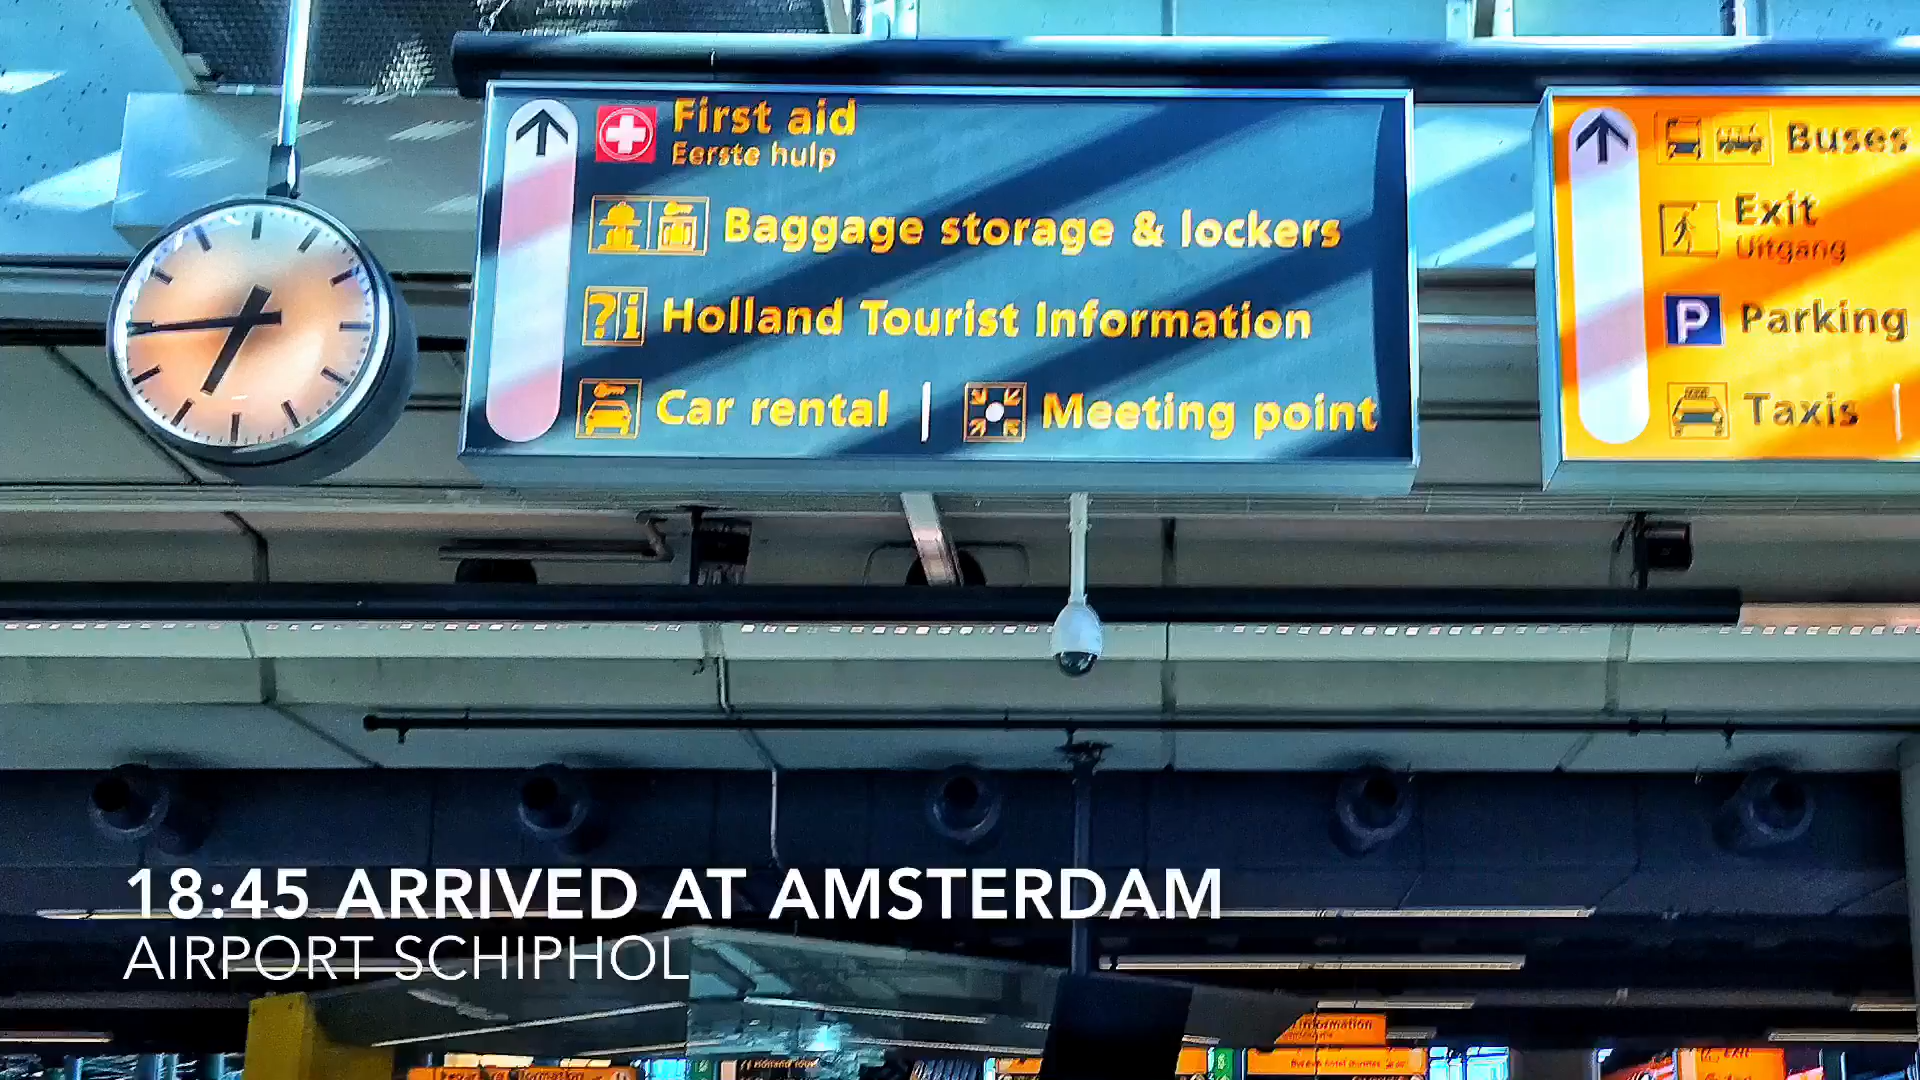 First aid
Eerste hulp
Baggage storage & lockers
?i Holland Tourist Information
Car rental | Meeting point
Buses
Exit
Uitgang
P Parking
Taxis
18:45 ARRIVED AT AMSTERDAM
AIRPORT SCHIPHOL